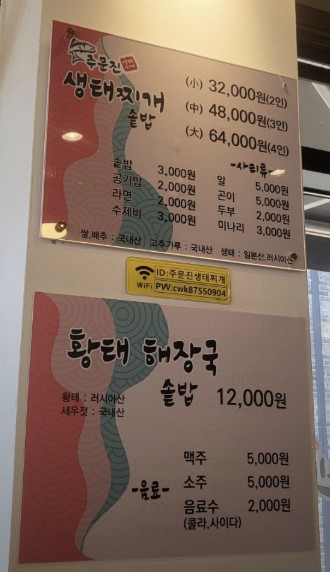 주문진
생태찌개
솥밥
(小) 32,000원(2인)
(中) 48,000원(3인)
(大) 64,000원(4인)
솥밥 3,000원
공기밥 2,000원
라면 2,000원
수제비 3,000원
-사리류-
알 5,000원
곤이 5,000원
두부 2,000원
미나리 3,000원
쌀,배추 : 국내산 고추가루 : 국내산 생태 : 일본산,러시아산
WiFi
ID:주문진생태찌개
PW:cwk87550904
황태 해장국
솥밥 12,000원
황태 : 러시아산
새우젓 : 국내산
-음료-
맥주 5,000원
소주 5,000원
음료수 2,000원
(콜라,사이다)